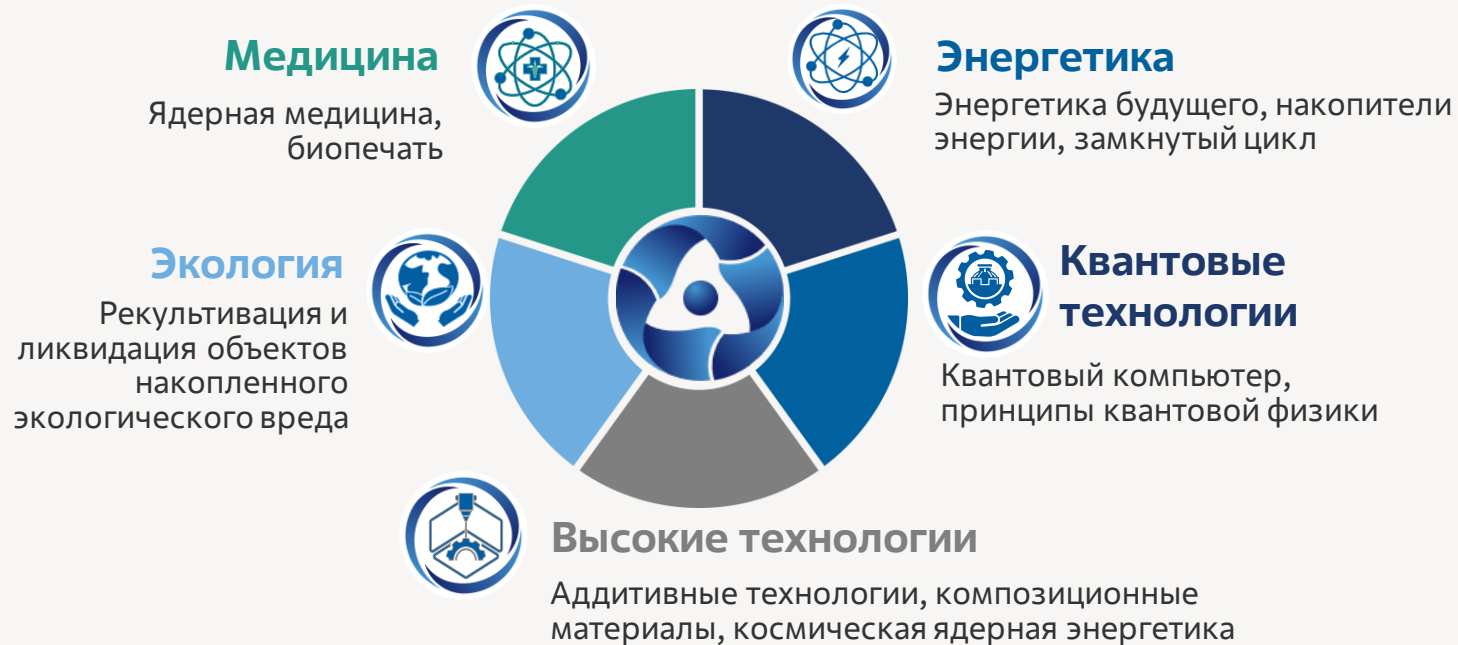 Медицина
Ядерная медицина,
биопечать
Энергетика
Энергетика будущего, накопители
энергии, замкнутый цикл
Экология
Рекультивация и
ликвидация объектов
накопленного
экологического вреда
Квантовые
технологии
Квантовый компьютер,
принципы квантовой физики
Высокие технологии
Аддитивные технологии, композиционные
материалы, космическая ядерная энергетика